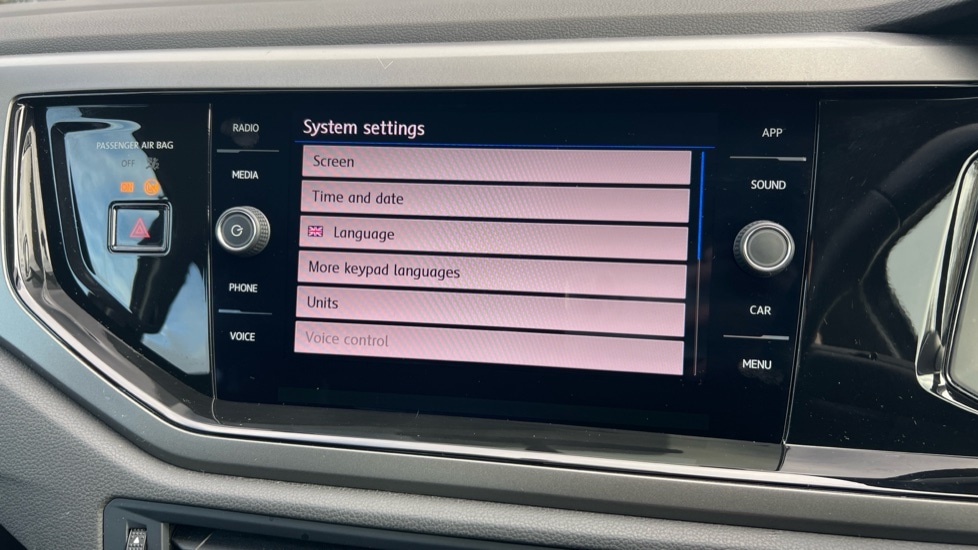 PASSENGER AIR BAG
OFF
RADIO
MEDIA
PHONE
VOICE
System settings
Screen
Time and date
Language
More keypad languages
Units
Voice control
APP
SOUND
CAR
MENU